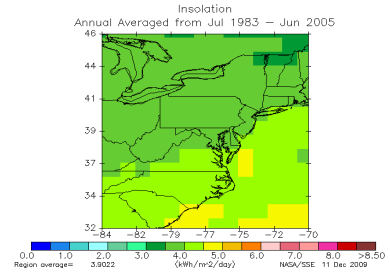 Insolation
Annual Averaged from Jul 1983 - Jun 2005
46
44
41
39
37
34
32
-84 -82 -79 -77 -75 -72 -70
0.0 1.0 2.0 3.0 4.0 5.0 6.0 7.0 8.0 >8.50
Region average= 3.9022 (kWh/m^2/day) NASA/SSE 11 Dec 2009